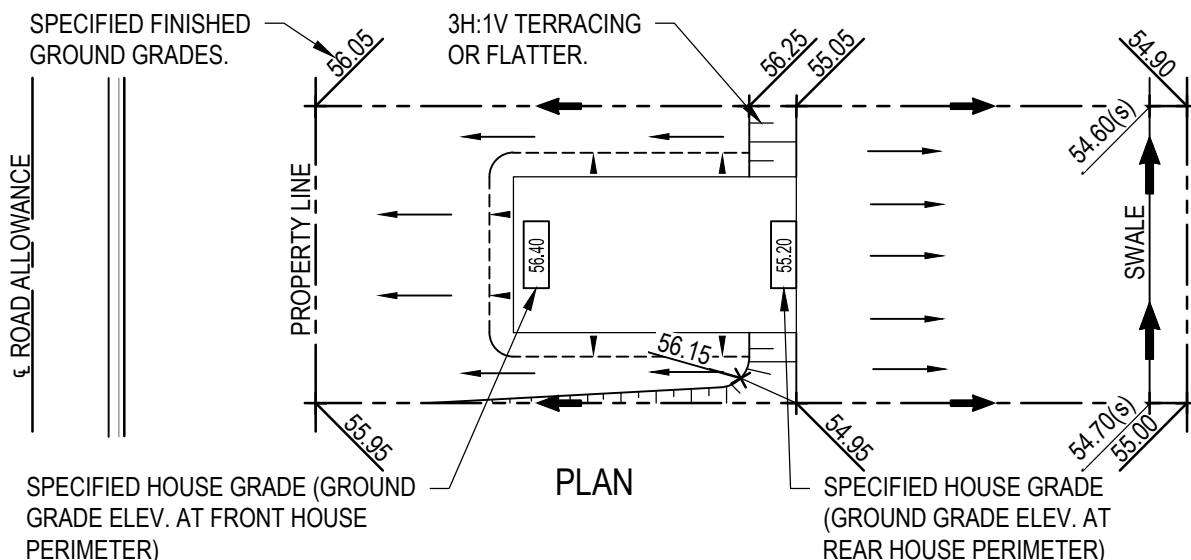 SPECIFIED FINISHED
GROUND GRADES.
3H:1V TERRACING
OR FLATTER.
56.05
56.25
55.05
54.90
54.60(s)
℄ ROAD ALLOWANCE
PROPERTY LINE
56.40
55.20
SWALE
56.15
55.95
54.95
54.70(s)
55.00
PLAN
SPECIFIED HOUSE GRADE (GROUND
GRADE ELEV. AT FRONT HOUSE
PERIMETER)
SPECIFIED HOUSE GRADE
(GROUND GRADE ELEV. AT
REAR HOUSE PERIMETER)